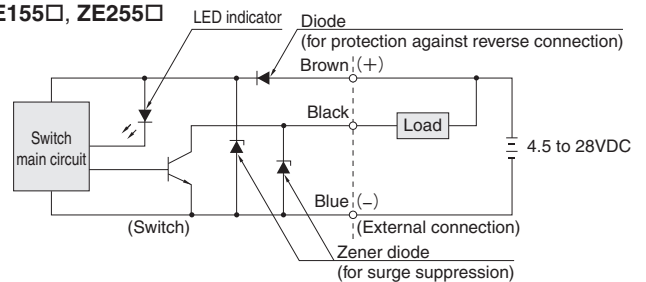 E155□, ZE255□
LED indicator
Diode
(for protection against reverse connection)
Brown (+)
Black
Load
Switch
main circuit
4.5 to 28VDC
Blue (−)
(Switch)
(External connection)
Zener diode
(for surge suppression)